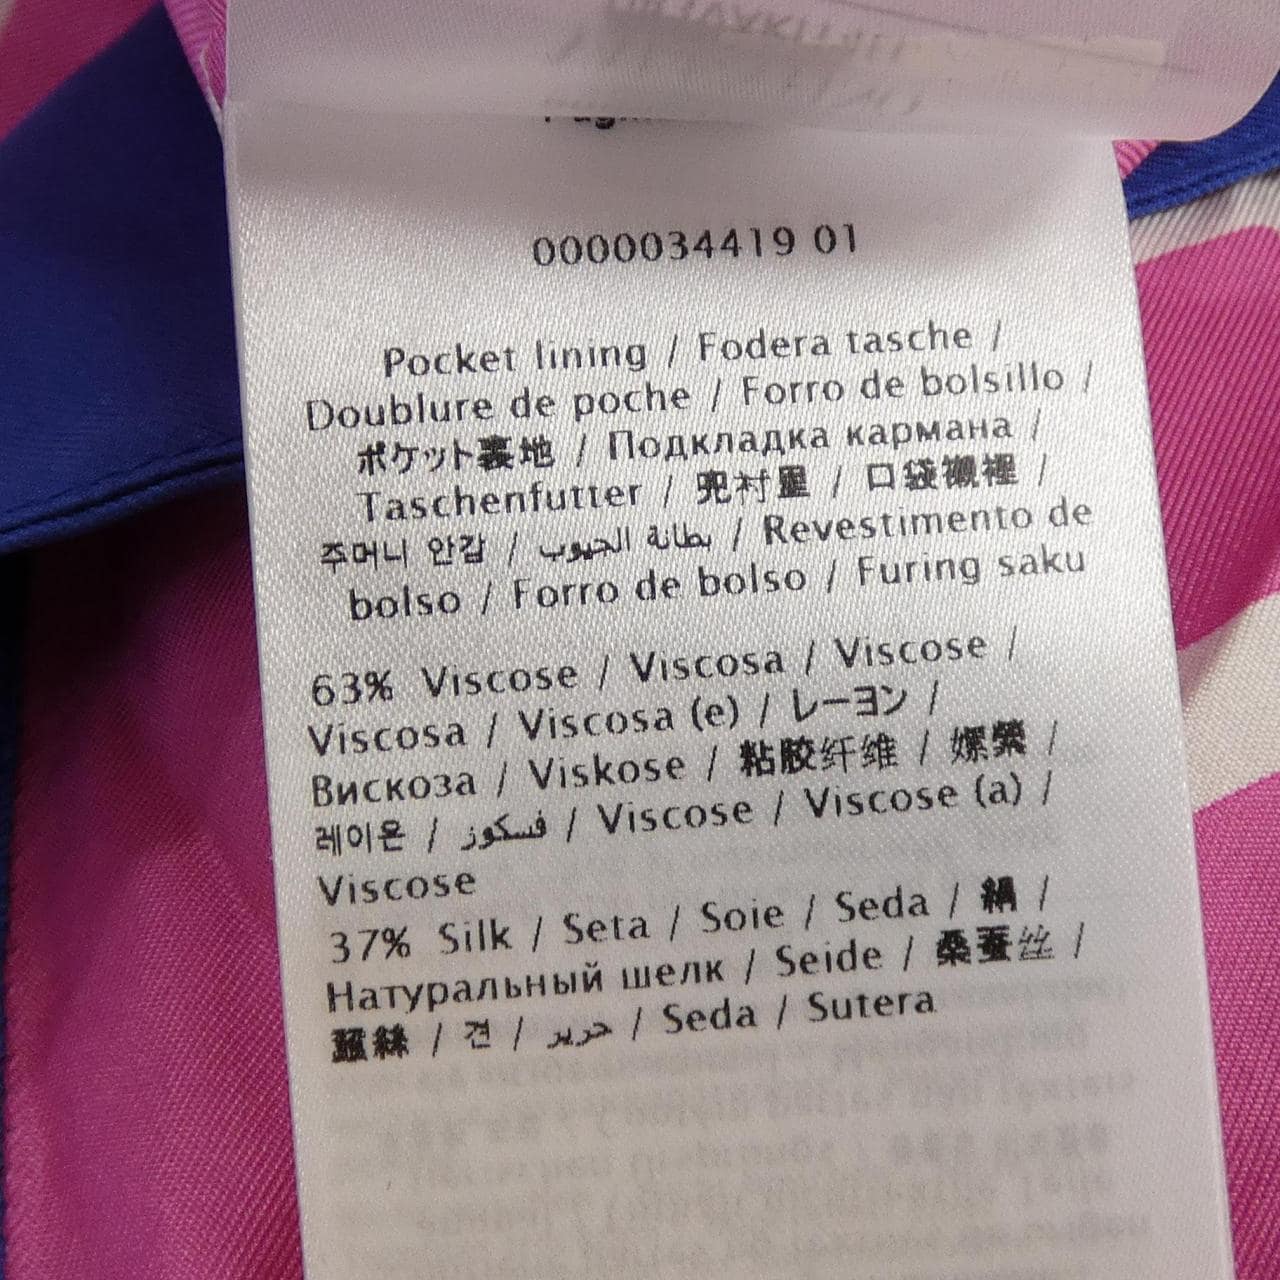 0000034419 01
Pocket lining / Fodera tasche /
Doublure de poche / Forro de bolsillo /
ポケット裏地 / Подкладка кармана /
Taschenfutter / 兜衬里 / 口袋襯裡 /
주머니 안감 / بطانة الجيوب / Revestimento de
bolso / Forro de bolso / Furing saku
63% Viscose / Viscosa / Viscose /
Viscosa / Viscosa (e) / レーヨン /
Вискоза / Viskose / 粘胶纤维 / 嫘縈 /
레이온 / فسكوز / Viscose / Viscose (a) /
Viscose
37% Silk / Seta / Soie / Seda / 絹 /
Натуральный шелк / Seide / 桑蚕丝 /
蠶絲 / 견 / حرير / Seda / Sutera